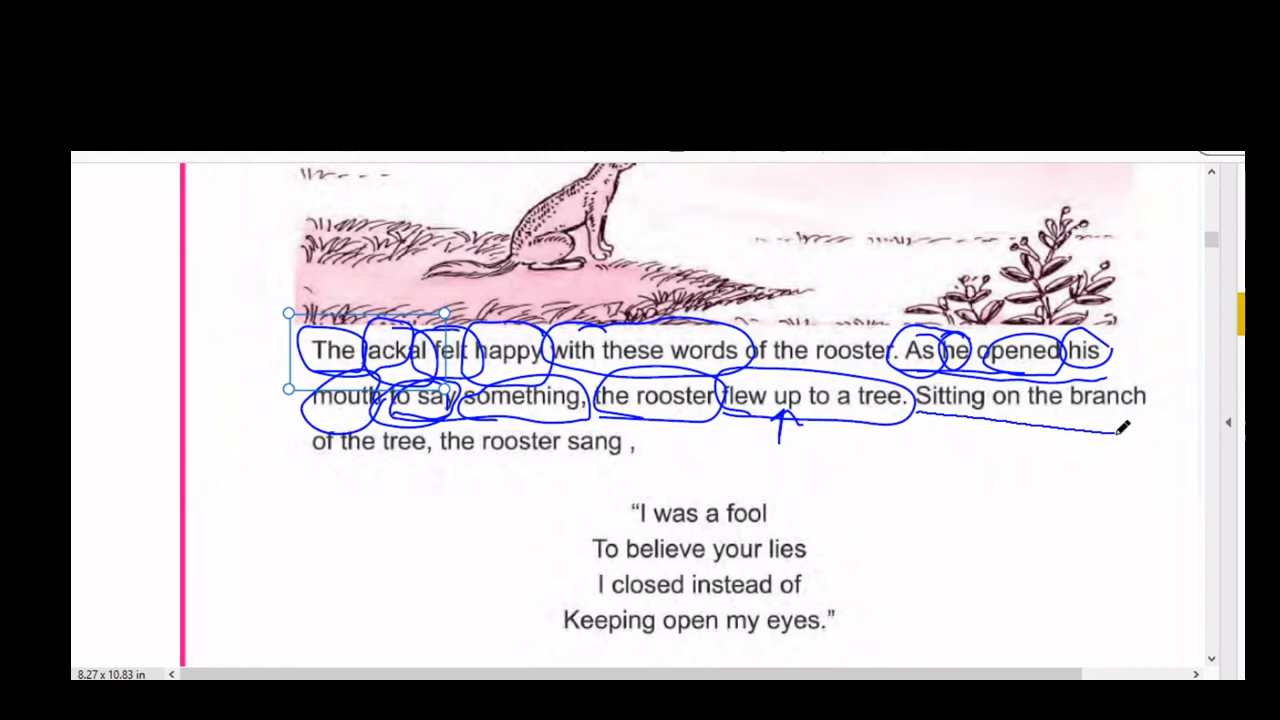 The jackal felt happy with these words of the rooster. As he opened his
mouth to say something, the rooster flew up to a tree. Sitting on the branch
of the tree, the rooster sang ,
“I was a fool
To believe your lies
I closed instead of
Keeping open my eyes.”
8.27 x 10.83 in